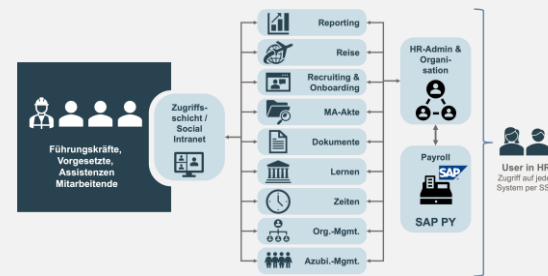 Führungskräfte,
Vorgesetzte,
Assistenzen
Mitarbeitende
Zugriffs-
schicht /
Social
Intranet
Reporting
Reise
Recruiting &
Onboarding
MA-Akte
Dokumente
Lernen
Zeiten
Org.-Mgmt.
Azubi.-Mgmt.
HR-Admin &
Organi-
sation
Payroll
SAP
SAP PY
User in HR
Zugriff auf jede
System per SS